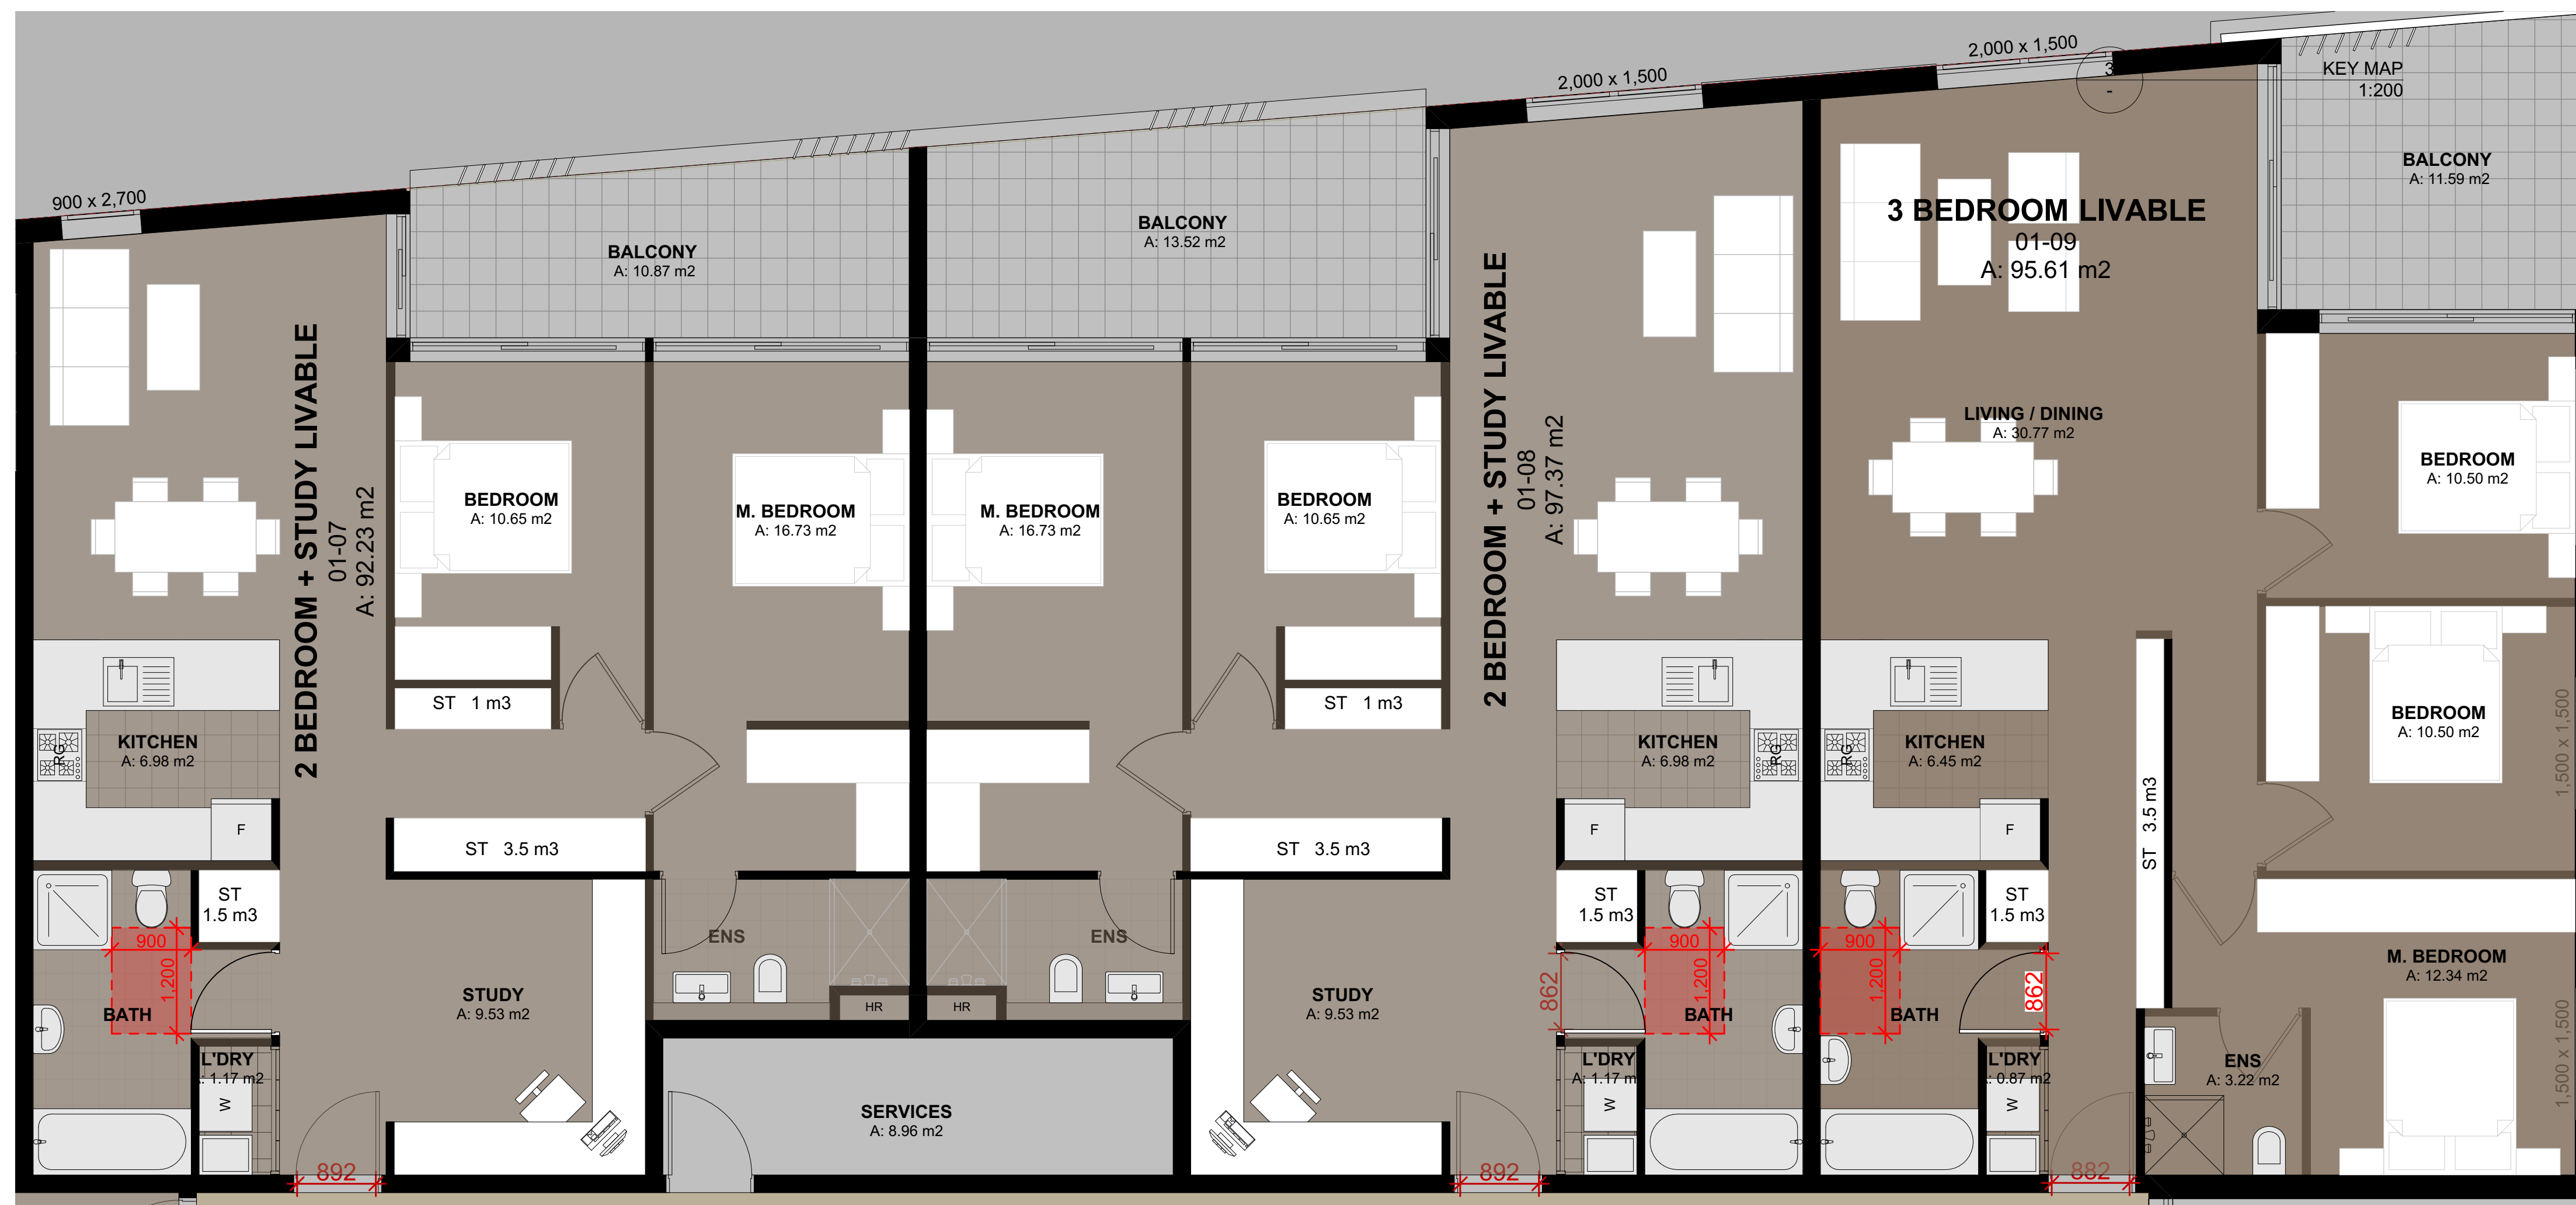 2,000 x 1,500
3
-
KEY MAP
1:200
2,000 x 1,500
900 x 2,700
BALCONY
A: 10.87 m2
BALCONY
A: 13.52 m2
BALCONY
A: 11.59 m2
3 BEDROOM LIVABLE
01-09
A: 95.61 m2
2 BEDROOM + STUDY LIVABLE
01-07
A: 92.23 m2
2 BEDROOM + STUDY LIVABLE
01-08
A: 97.37 m2
LIVING / DINING
A: 30.77 m2
BEDROOM
A: 10.65 m2
M. BEDROOM
A: 16.73 m2
M. BEDROOM
A: 16.73 m2
BEDROOM
A: 10.65 m2
BEDROOM
A: 10.50 m2
ST 1 m3
ST 1 m3
BEDROOM
A: 10.50 m2
1,500 x 1,500
RG
KITCHEN
A: 6.98 m2
KITCHEN
A: 6.98 m2
RG
RG
KITCHEN
A: 6.45 m2
F
F
F
ST 3.5 m3
ST 3.5 m3
ST 3.5 m3
ST
1.5 m3
ST
1.5 m3
ST
1.5 m3
900
1,200
BATH
ENS
ENS
HR
HR
862
900
1,200
BATH
900
1,200
BATH
862
M. BEDROOM
A: 12.34 m2
STUDY
A: 9.53 m2
STUDY
A: 9.53 m2
L'DRY
: 1.17 m2
W
L'DRY
A: 1.17 m
W
L'DRY
: 0.87 m2
W
ENS
A: 3.22 m2
1,500 x 1,500
SERVICES
A: 8.96 m2
892
892
882